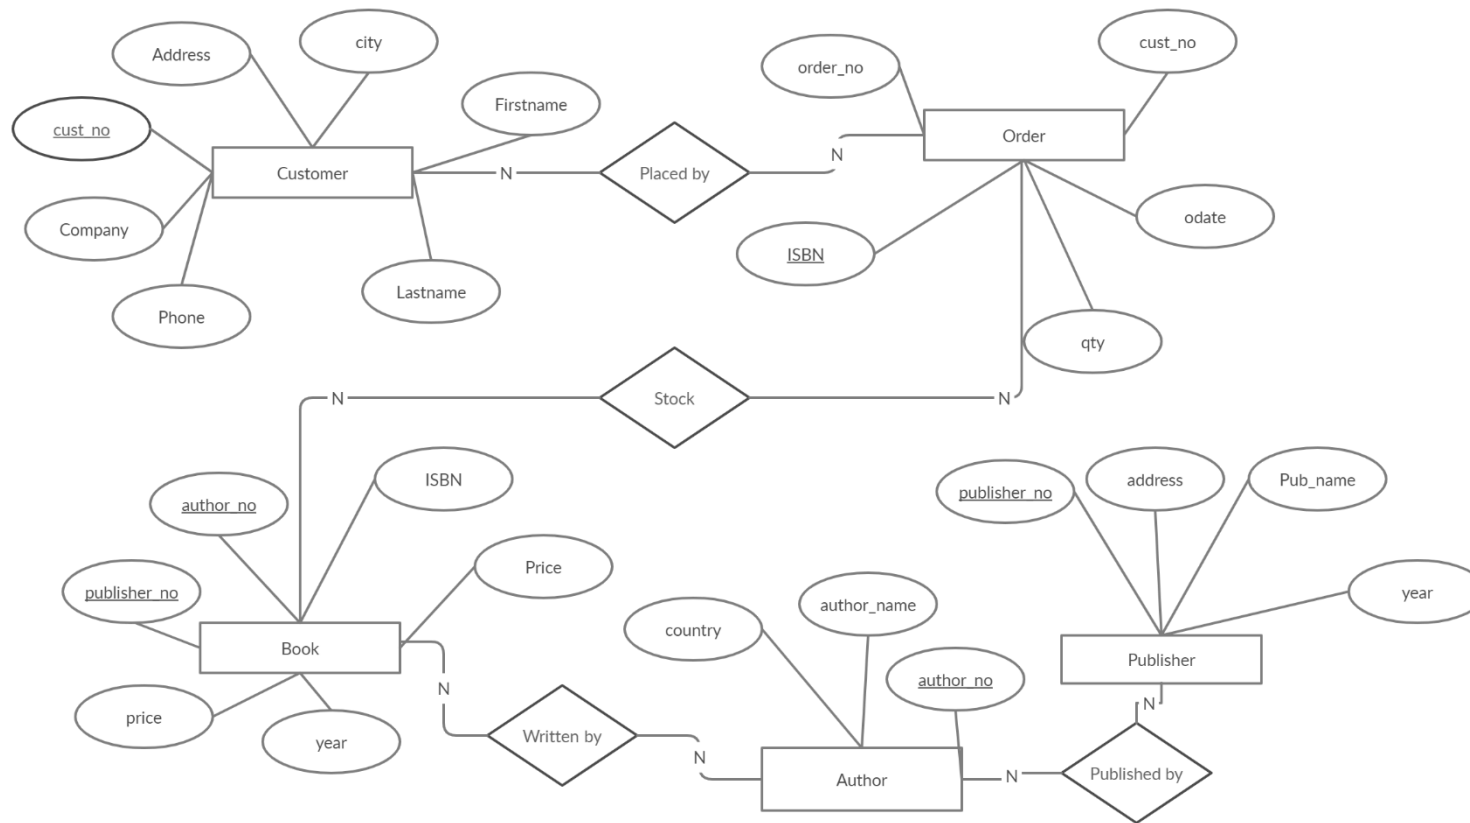 Address
city
cust_no
Firstname
Customer
Company
Lastname
Phone
N
Placed by
N
order_no
cust_no
Order
ISBN
odate
qty
N
Stock
N
author_no
ISBN
publisher_no
Price
Book
price
year
N
Written by
N
country
author_name
author_no
Author
N
Published by
N
publisher_no
address
Pub_name
year
Publisher